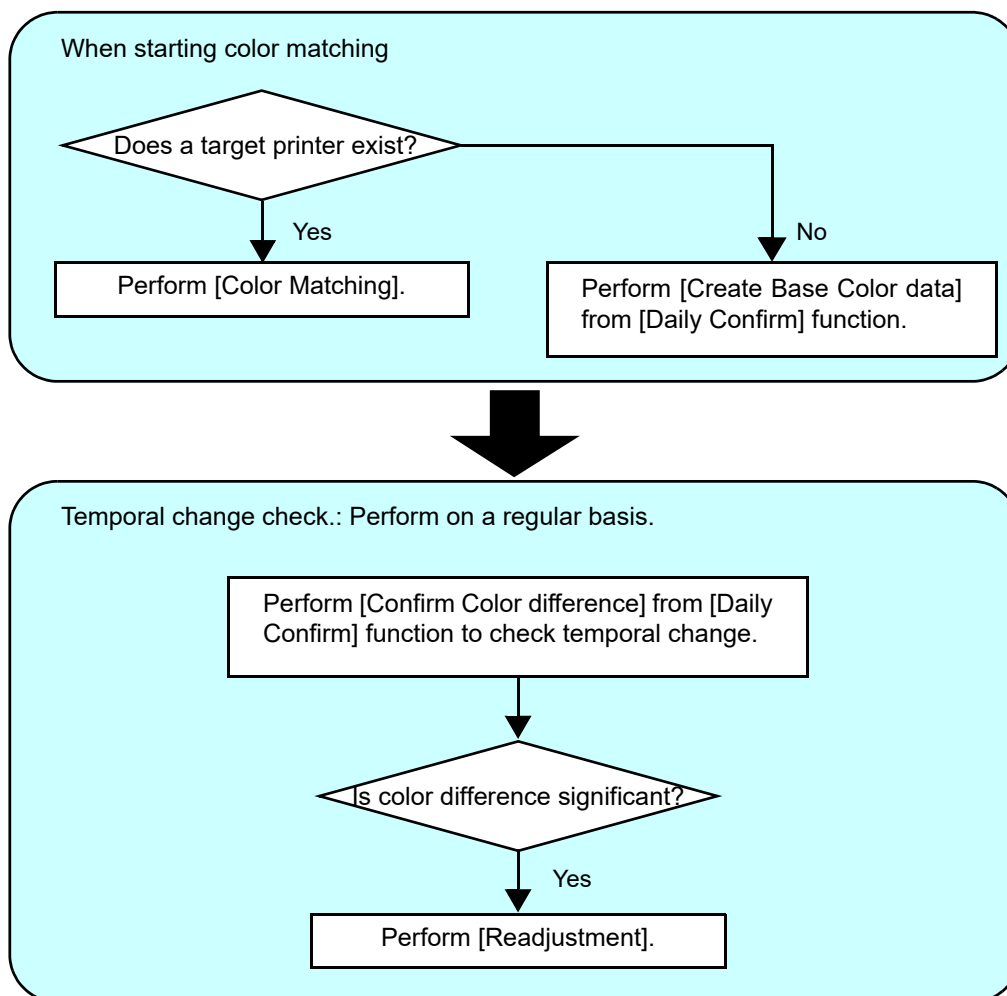 When starting color matching
Does a target printer exist?
Yes
No
Perform [Color Matching].
Perform [Create Base Color data]
from [Daily Confirm] function.
Temporal change check.: Perform on a regular basis.
Perform [Confirm Color difference] from [Daily
Confirm] function to check temporal change.
Is color difference significant?
Yes
Perform [Readjustment].